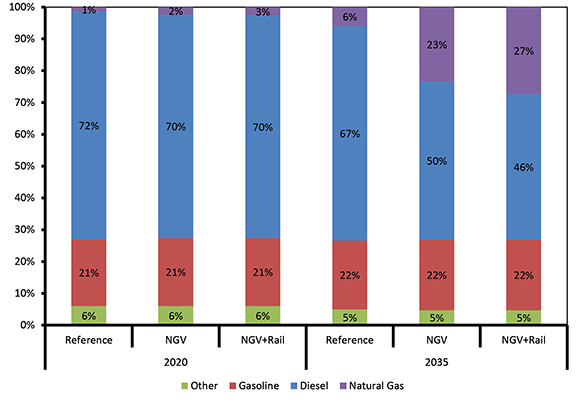 100%
90%
80%
70%
60%
50%
40%
30%
20%
10%
0%
1% 2% 3% 6% 23% 27%
72% 70% 70% 67% 50% 46%
21% 21% 21% 22% 22% 22%
6% 6% 6% 5% 5% 5%
Reference NGV NGV+Rail Reference NGV NGV+Rail
2020 2035
Other Gasoline Diesel Natural Gas